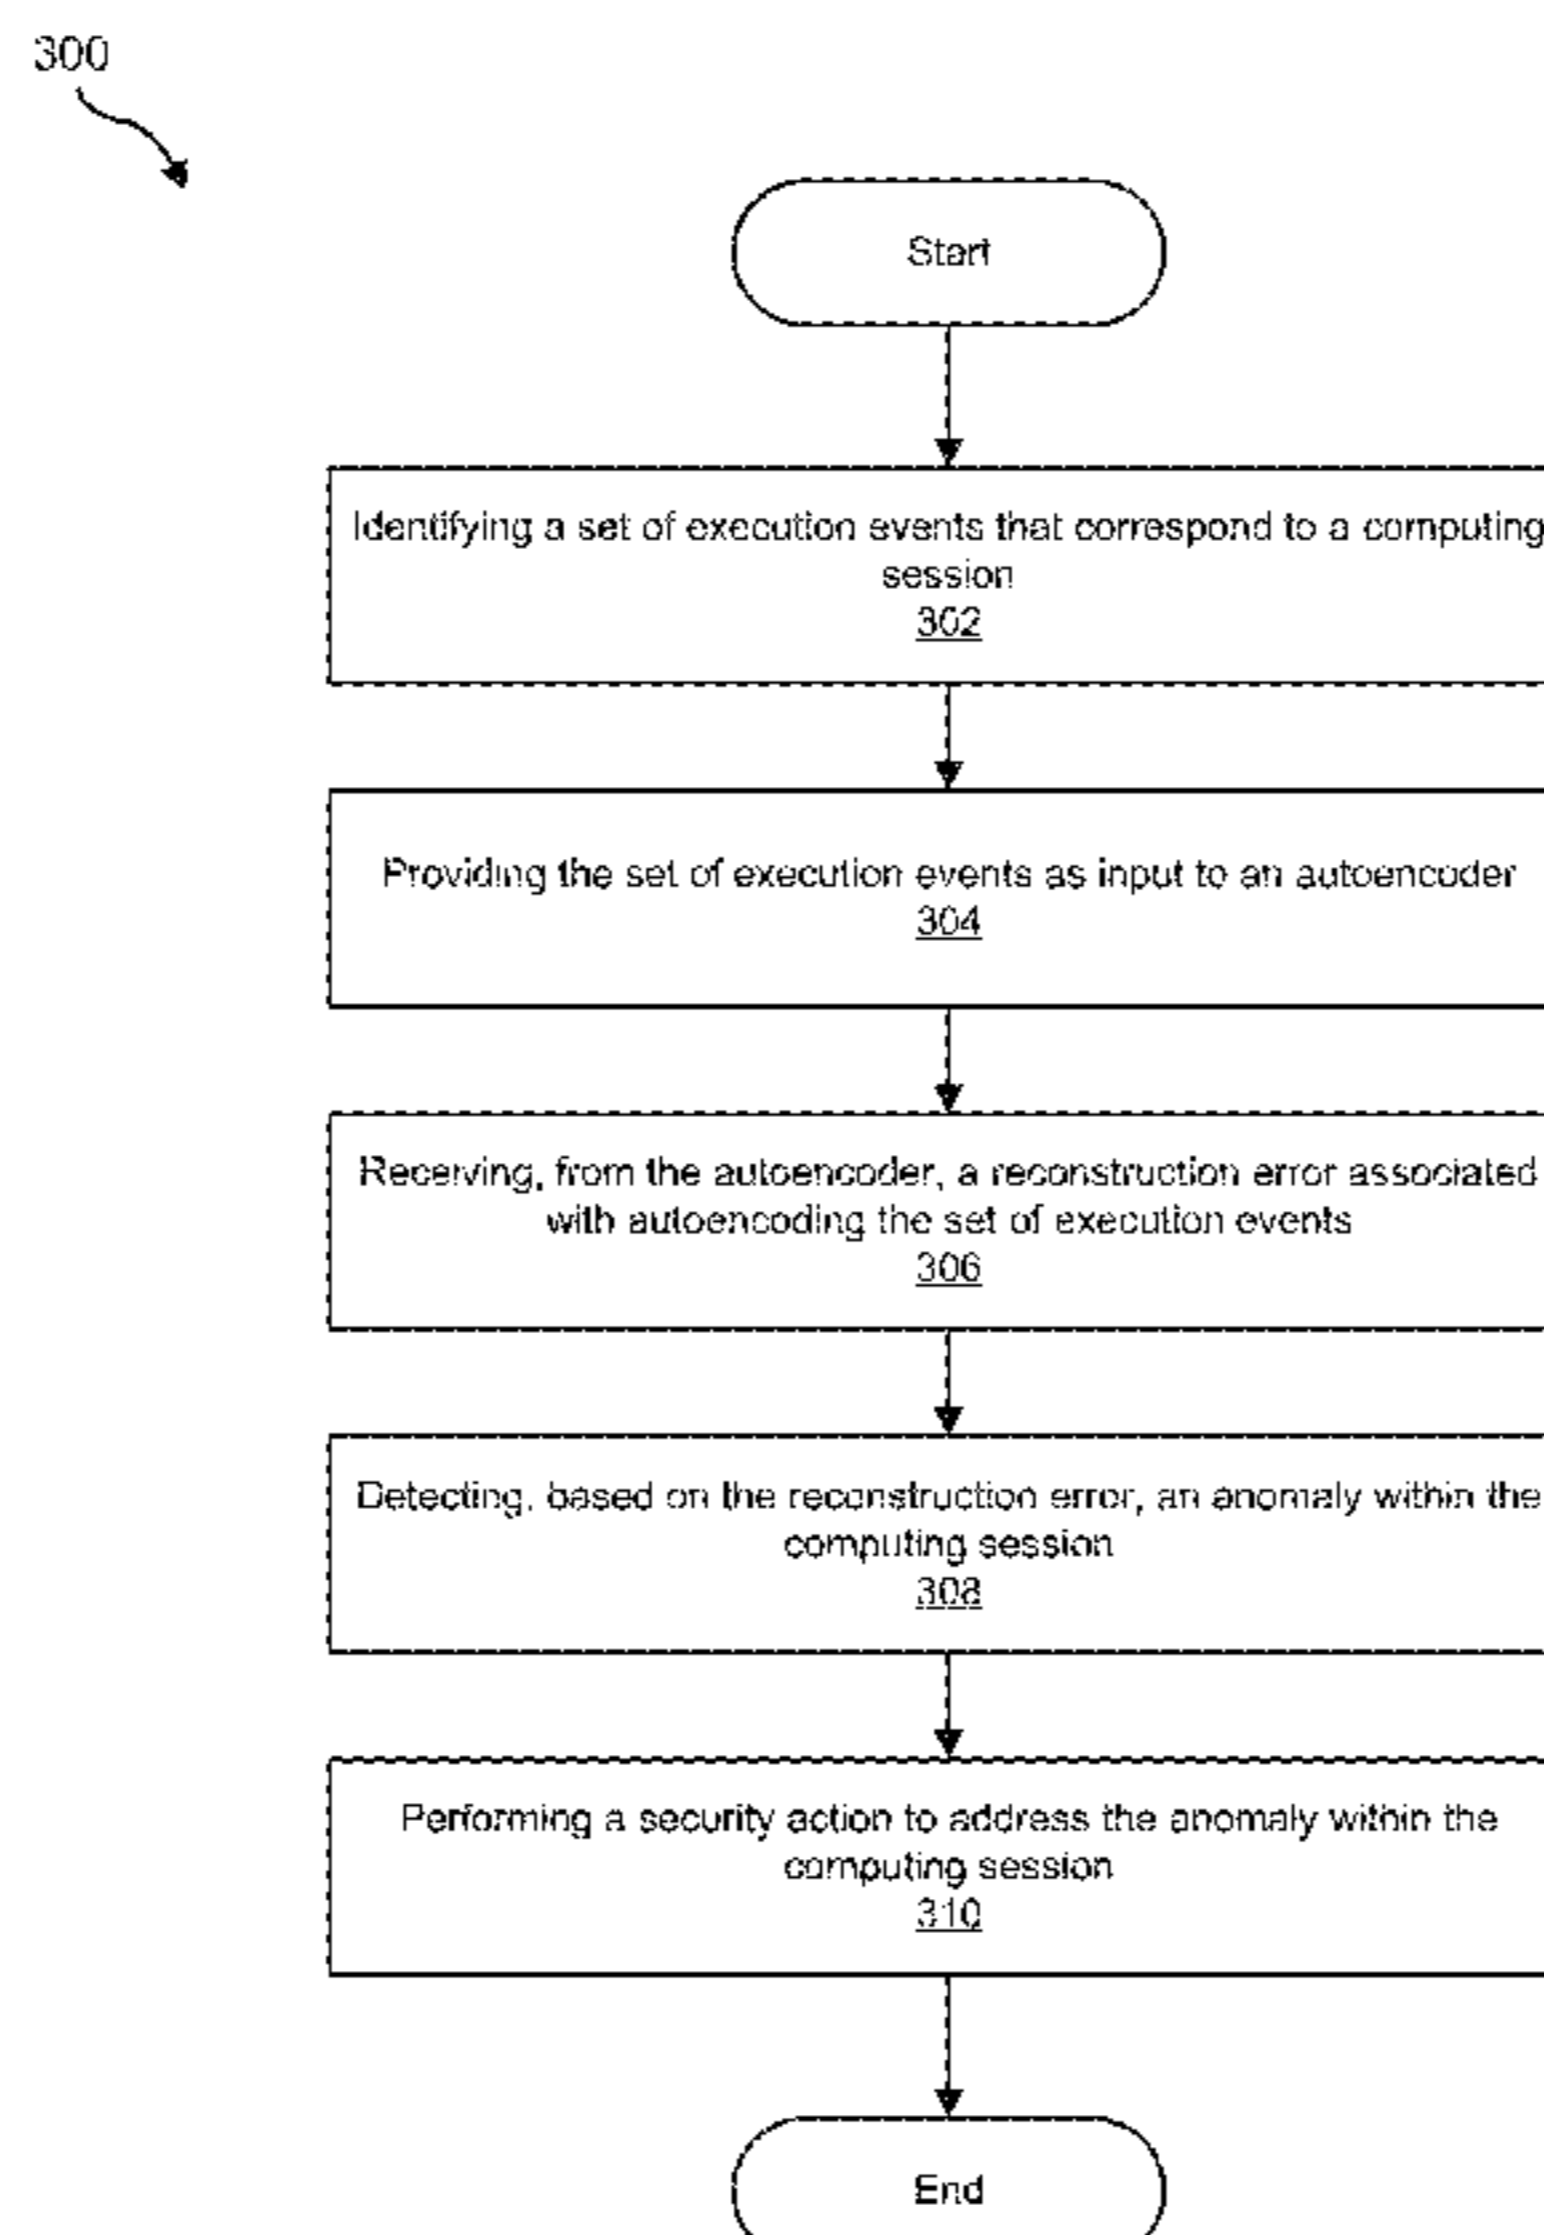 300
Start
Identifying a set of execution events that correspond to a computing
session
302
Providing the set of execution events as input to an autoencoder
304
Receiving, from the autoencoder, a reconstruction error associated
with autoencoding the set of execution events
306
Detecting, based on the reconstruction error, an anomaly within the
computing session
308
Performing a security action to address the anomaly within the
computing session
310
End